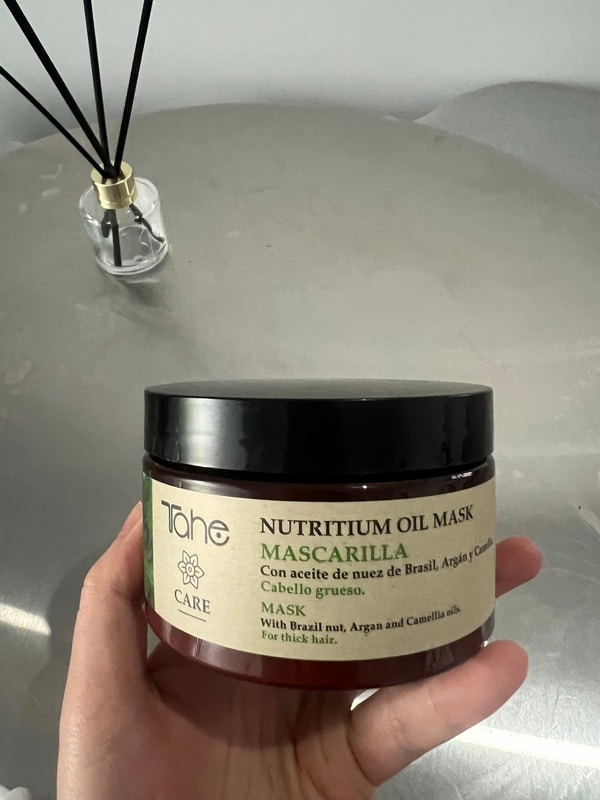 Tahe
CARE
NUTRITIUM OIL MASK
MASCARILLA
Con aceite de nuez de Brasil, Argán y Camelia.
Cabello grueso.
MASK
With Brazil nut, Argan and Camellia oils.
For thick hair.